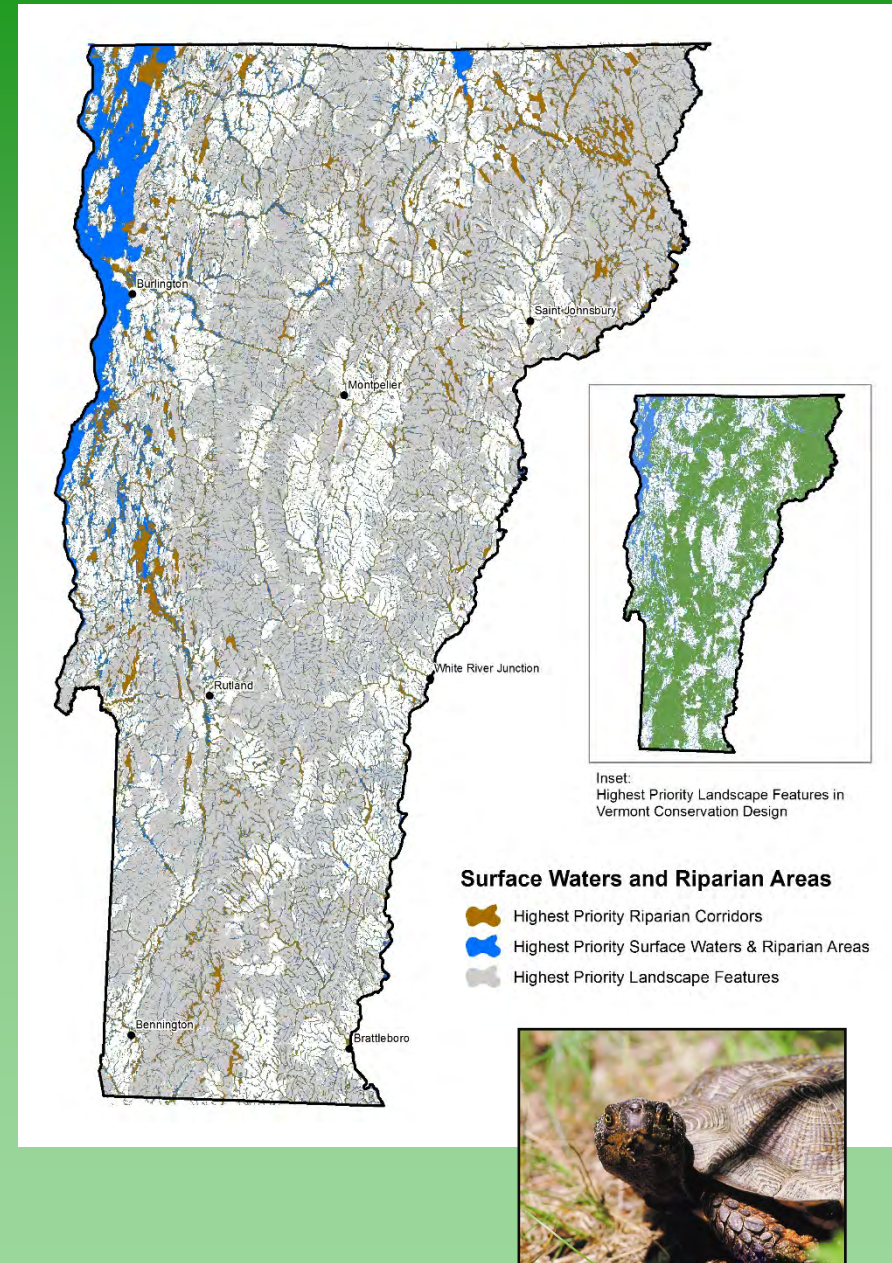 Burlington
Saint Johnsbury
Montpelier
White River Junction
Rutland
Bennington
Brattleboro
Inset:
Highest Priority Landscape Features in
Vermont Conservation Design
Surface Waters and Riparian Areas
Highest Priority Riparian Corridors
Highest Priority Surface Waters & Riparian Areas
Highest Priority Landscape Features